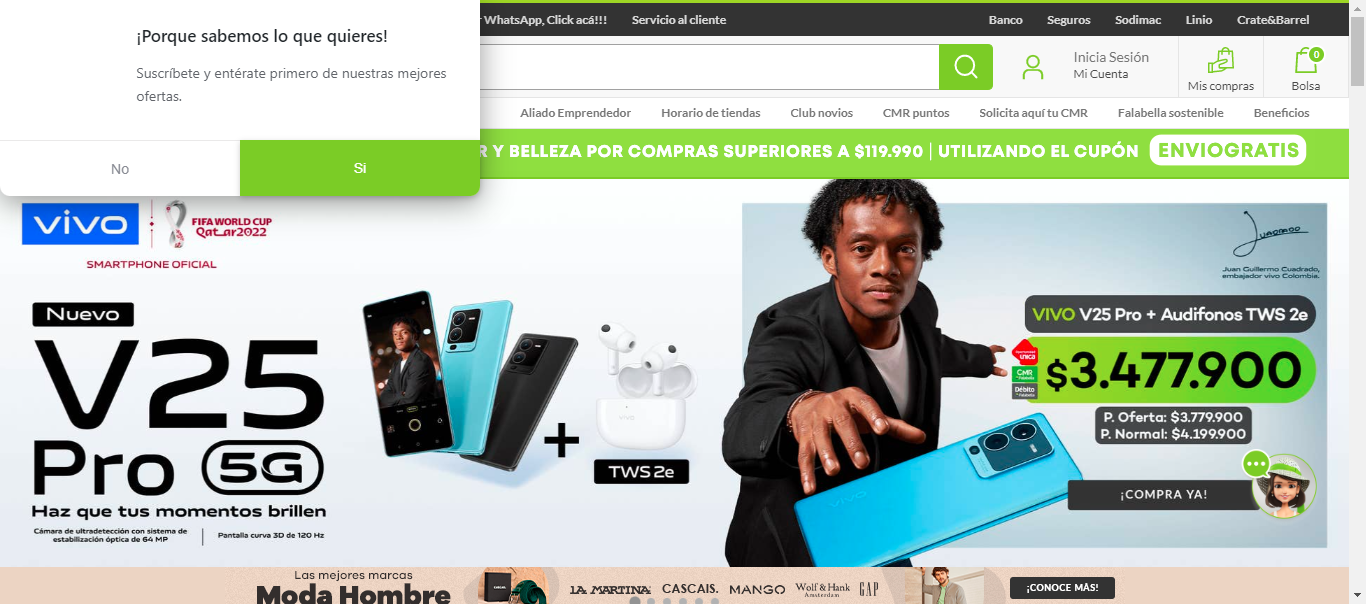 ¡Porque sabemos lo que quieres!
Suscríbete y entérate primero de nuestras mejores
ofertas.
No
Si
WhatsApp, Click acá!!!
Servicio al cliente
Banco
Seguros
Sodimac
Linio
Crate&Barrel
Inicia Sesión
Mi Cuenta
Mis compras
0
Bolsa
Aliado Emprendedor
Horario de tiendas
Club novios
CMR puntos
Solicita aquí tu CMR
Falabella sostenible
Beneficios
R Y BELLEZA POR COMPRAS SUPERIORES A $119.990 | UTILIZANDO EL CUPÓN ENVIOGRATIS
vivo
FIFA WORLD CUP
Qatar2022
SMARTPHONE OFICIAL
Nuevo
V25
Pro 5G
Haz que tus momentos brillen
Cámara de ultradetección con sistema de
estabilización óptica de 64 MP
Pantalla curva 3D de 120 Hz
+
vivo
TWS 2e
Juan Guillermo Cuadrado,
embajador vivo Colombia.
VIVO V25 Pro + Audifonos TWS 2e
única
CMR
Débito
$3.477.900
P. Oferta: $3.779.900
P. Normal: $4.199.900
vivo
¡COMPRA YA!
Las mejores marcas
Moda Hombre
LA MARTINA
CASCAIS.
MANGO
Wolf & Hank
Amsterdam
GAP
¡CONOCE MÁS!